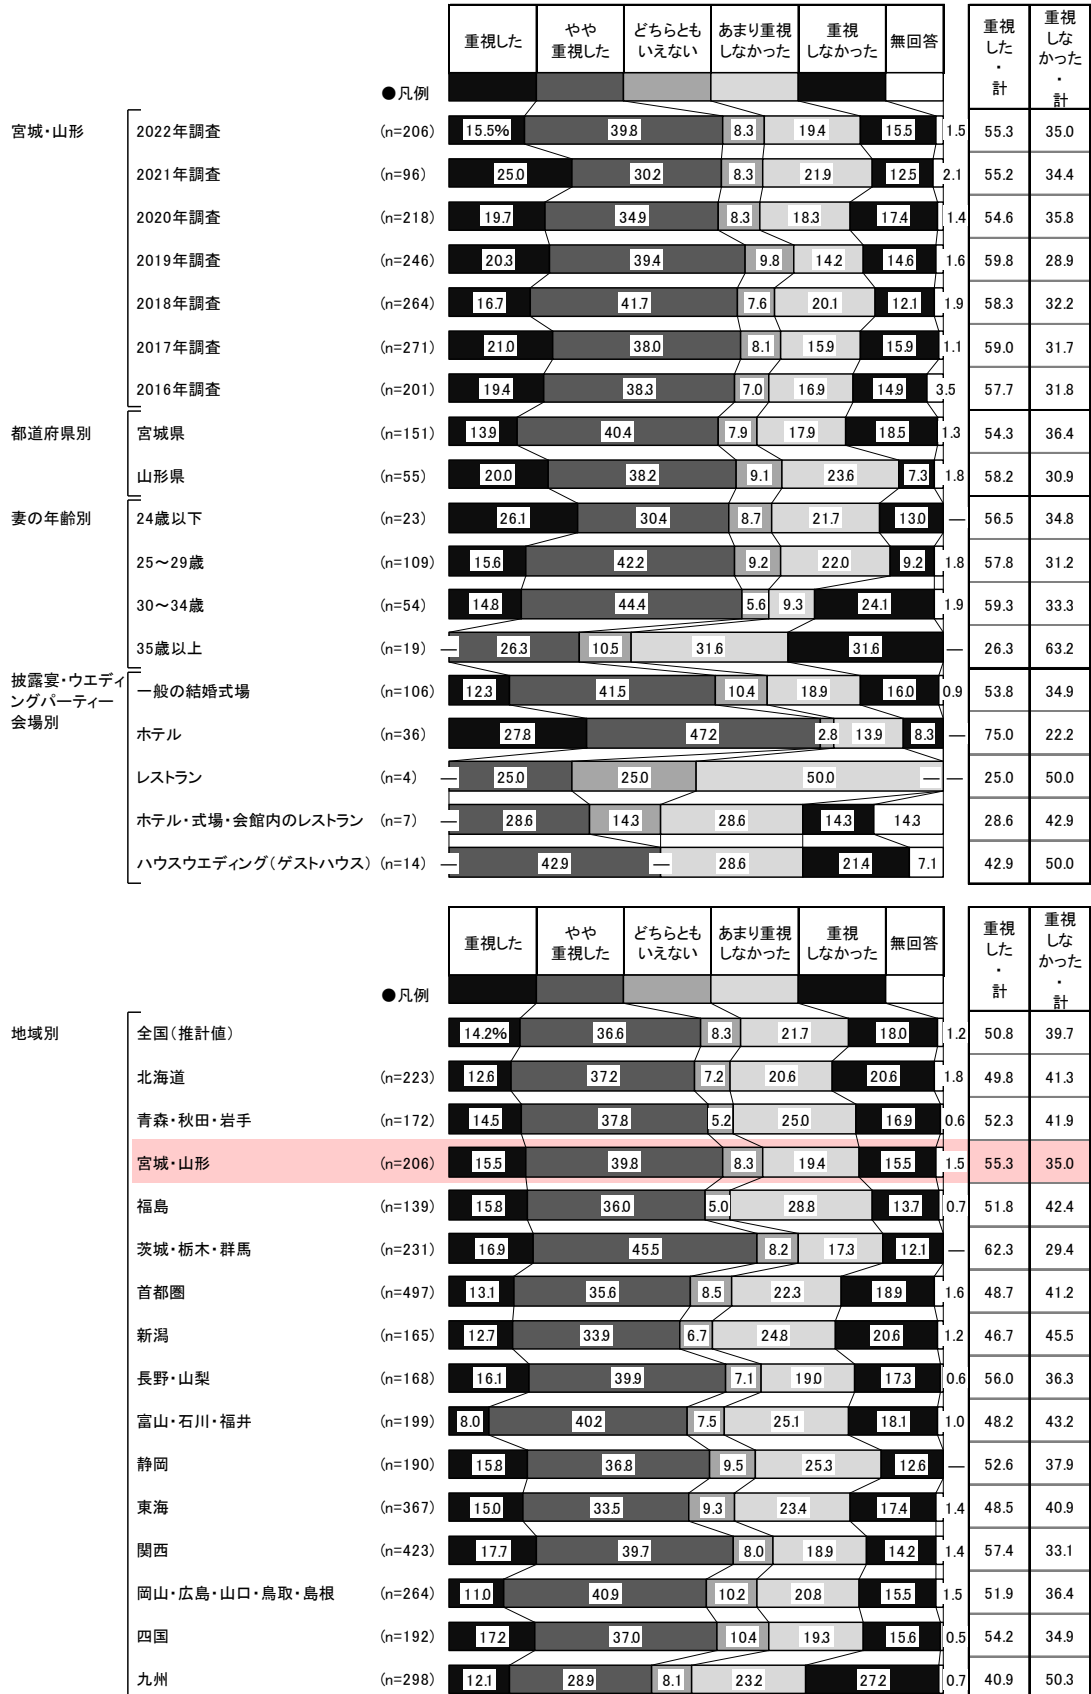 重視した やや重視した どちらともいえない あまり重視しなかった 重視しなかった 無回答 重視した・計 重視しなかった・計
●凡例
宮城・山形 2022年調査 (n=206) 15.5% 39.8 8.3 19.4 15.5 1.5 55.3 35.0
2021年調査 (n=96) 25.0 30.2 8.3 21.9 12.5 2.1 55.2 34.4
2020年調査 (n=218) 19.7 34.9 8.3 18.3 17.4 1.4 54.6 35.8
2019年調査 (n=246) 20.3 39.4 9.8 14.2 14.6 1.6 59.8 28.9
2018年調査 (n=264) 16.7 41.7 7.6 20.1 12.1 1.9 58.3 32.2
2017年調査 (n=271) 21.0 38.0 8.1 15.9 15.9 1.1 59.0 31.7
2016年調査 (n=201) 19.4 38.3 7.0 16.9 14.9 3.5 57.7 31.8
都道府県別 宮城県 (n=151) 13.9 40.4 7.9 17.9 18.5 1.3 54.3 36.4
山形県 (n=55) 20.0 38.2 9.1 23.6 7.3 1.8 58.2 30.9
妻の年齢別 24歳以下 (n=23) 26.1 30.4 8.7 21.7 13.0 — 56.5 34.8
25～29歳 (n=109) 15.6 42.2 9.2 22.0 9.2 1.8 57.8 31.2
30～34歳 (n=54) 14.8 44.4 5.6 9.3 24.1 1.9 59.3 33.3
35歳以上 (n=19) — 26.3 10.5 31.6 31.6 26.3 63.2
披露宴・ウエディングパーティー会場別 一般の結婚式場 (n=106) 12.3 41.5 10.4 18.9 16.0 0.9 53.8 34.9
ホテル (n=36) 27.8 47.2 2.8 13.9 8.3 — 75.0 22.2
レストラン (n=4) — 25.0 25.0 50.0 — — 25.0 50.0
ホテル・式場・会館内のレストラン (n=7) — 28.6 14.3 28.6 14.3 14.3 28.6 42.9
ハウスウエディング(ゲストハウス) (n=14) — 42.9 — 28.6 21.4 7.1 42.9 50.0
重視した やや重視した どちらともいえない あまり重視しなかった 重視しなかった 無回答 重視した・計 重視しなかった・計
●凡例
地域別 全国(推計値) 14.2% 36.6 8.3 21.7 18.0 1.2 50.8 39.7
北海道 (n=223) 12.6 37.2 7.2 20.6 20.6 1.8 49.8 41.3
青森・秋田・岩手 (n=172) 14.5 37.8 5.2 25.0 16.9 0.6 52.3 41.9
宮城・山形 (n=206) 15.5 39.8 8.3 19.4 15.5 1.5 55.3 35.0
福島 (n=139) 15.8 36.0 5.0 28.8 13.7 0.7 51.8 42.4
茨城・栃木・群馬 (n=231) 16.9 45.5 8.2 17.3 12.1 — 62.3 29.4
首都圏 (n=497) 13.1 35.6 8.5 22.3 18.9 1.6 48.7 41.2
新潟 (n=165) 12.7 33.9 6.7 24.8 20.6 1.2 46.7 45.5
長野・山梨 (n=168) 16.1 39.9 7.1 19.0 17.3 0.6 56.0 36.3
富山・石川・福井 (n=199) 8.0 40.2 7.5 25.1 18.1 1.0 48.2 43.2
静岡 (n=190) 15.8 36.8 9.5 25.3 12.6 — 52.6 37.9
東海 (n=367) 15.0 33.5 9.3 23.4 17.4 1.4 48.5 40.9
関西 (n=423) 17.7 39.7 8.0 18.9 14.2 1.4 57.4 33.1
岡山・広島・山口・鳥取・島根 (n=264) 11.0 40.9 10.2 20.8 15.5 1.5 51.9 36.4
四国 (n=192) 17.2 37.0 10.4 19.3 15.6 0.5 54.2 34.9
九州 (n=298) 12.1 28.9 8.1 23.2 27.2 0.7 40.9 50.3